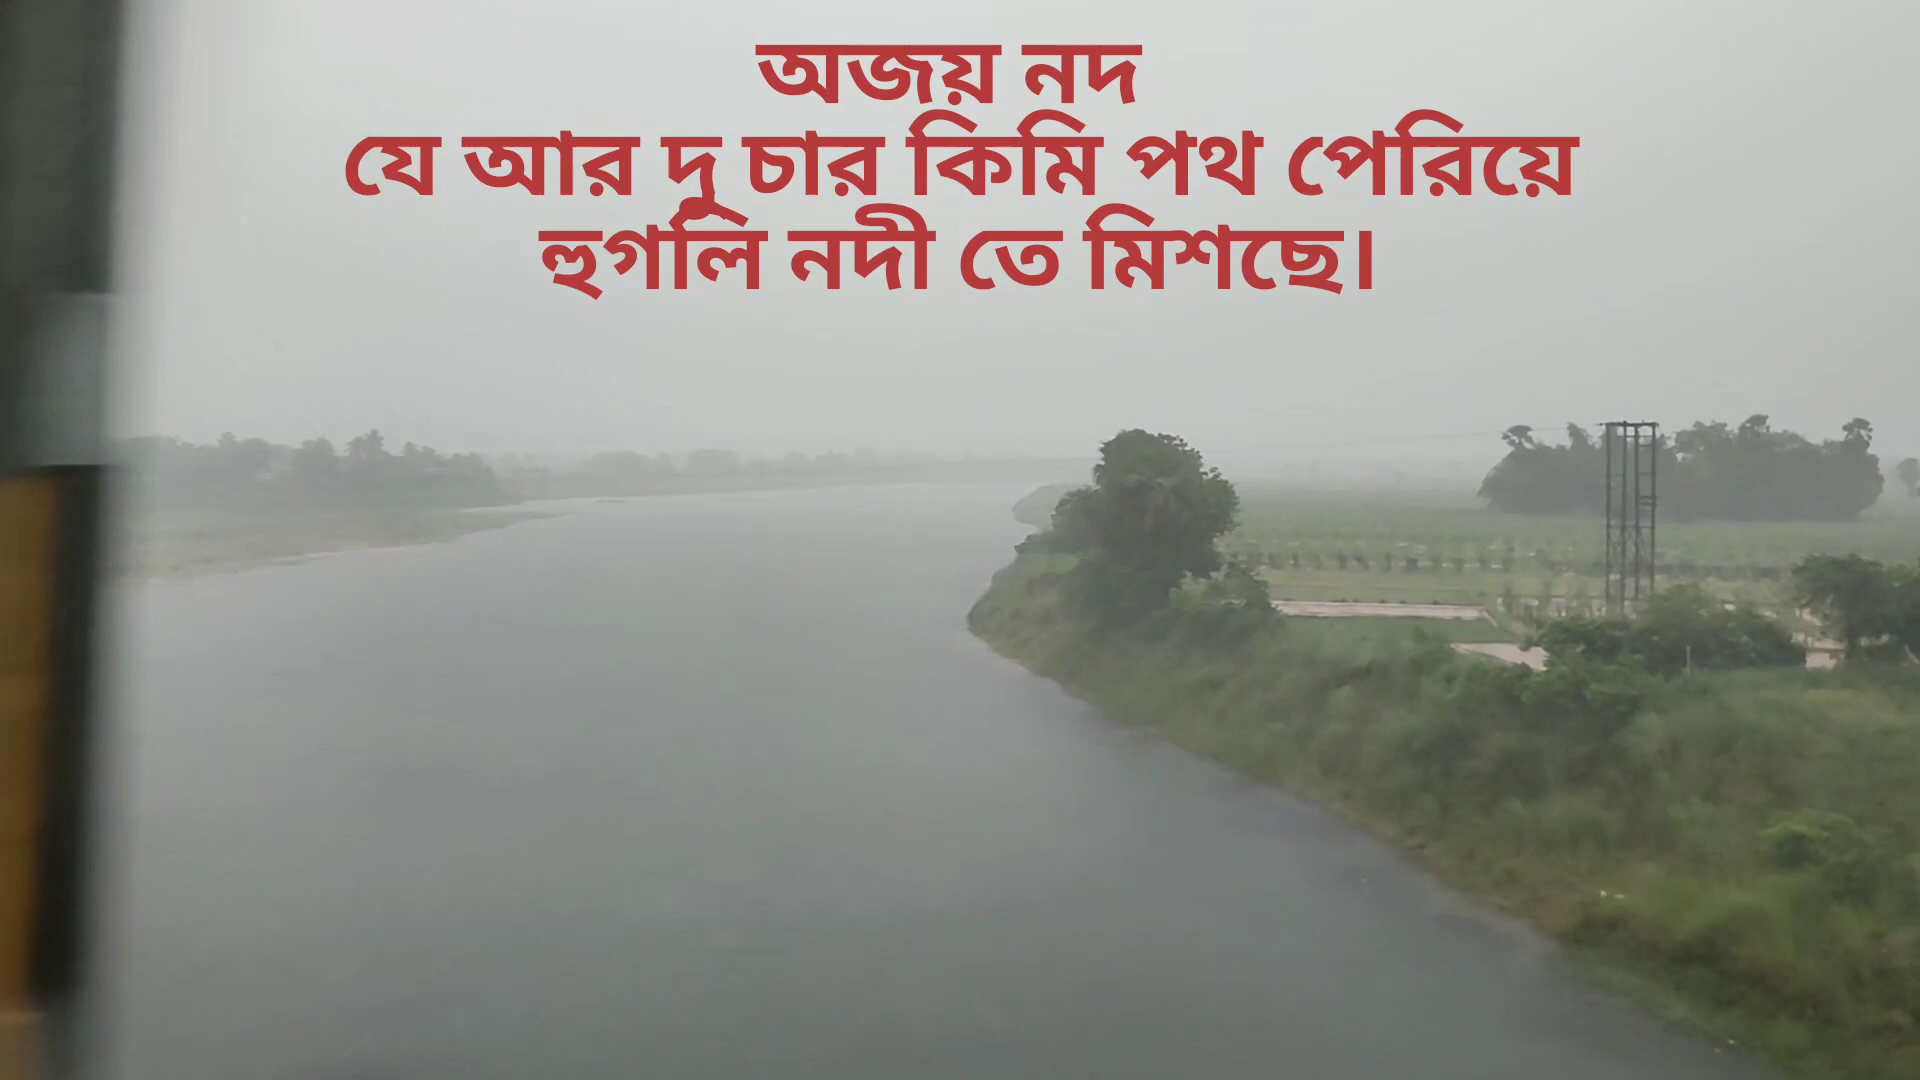 অজয় নদ
যে আর দু চার কিমি পথ পেরিয়ে
হুগলি নদী তে মিশছে।